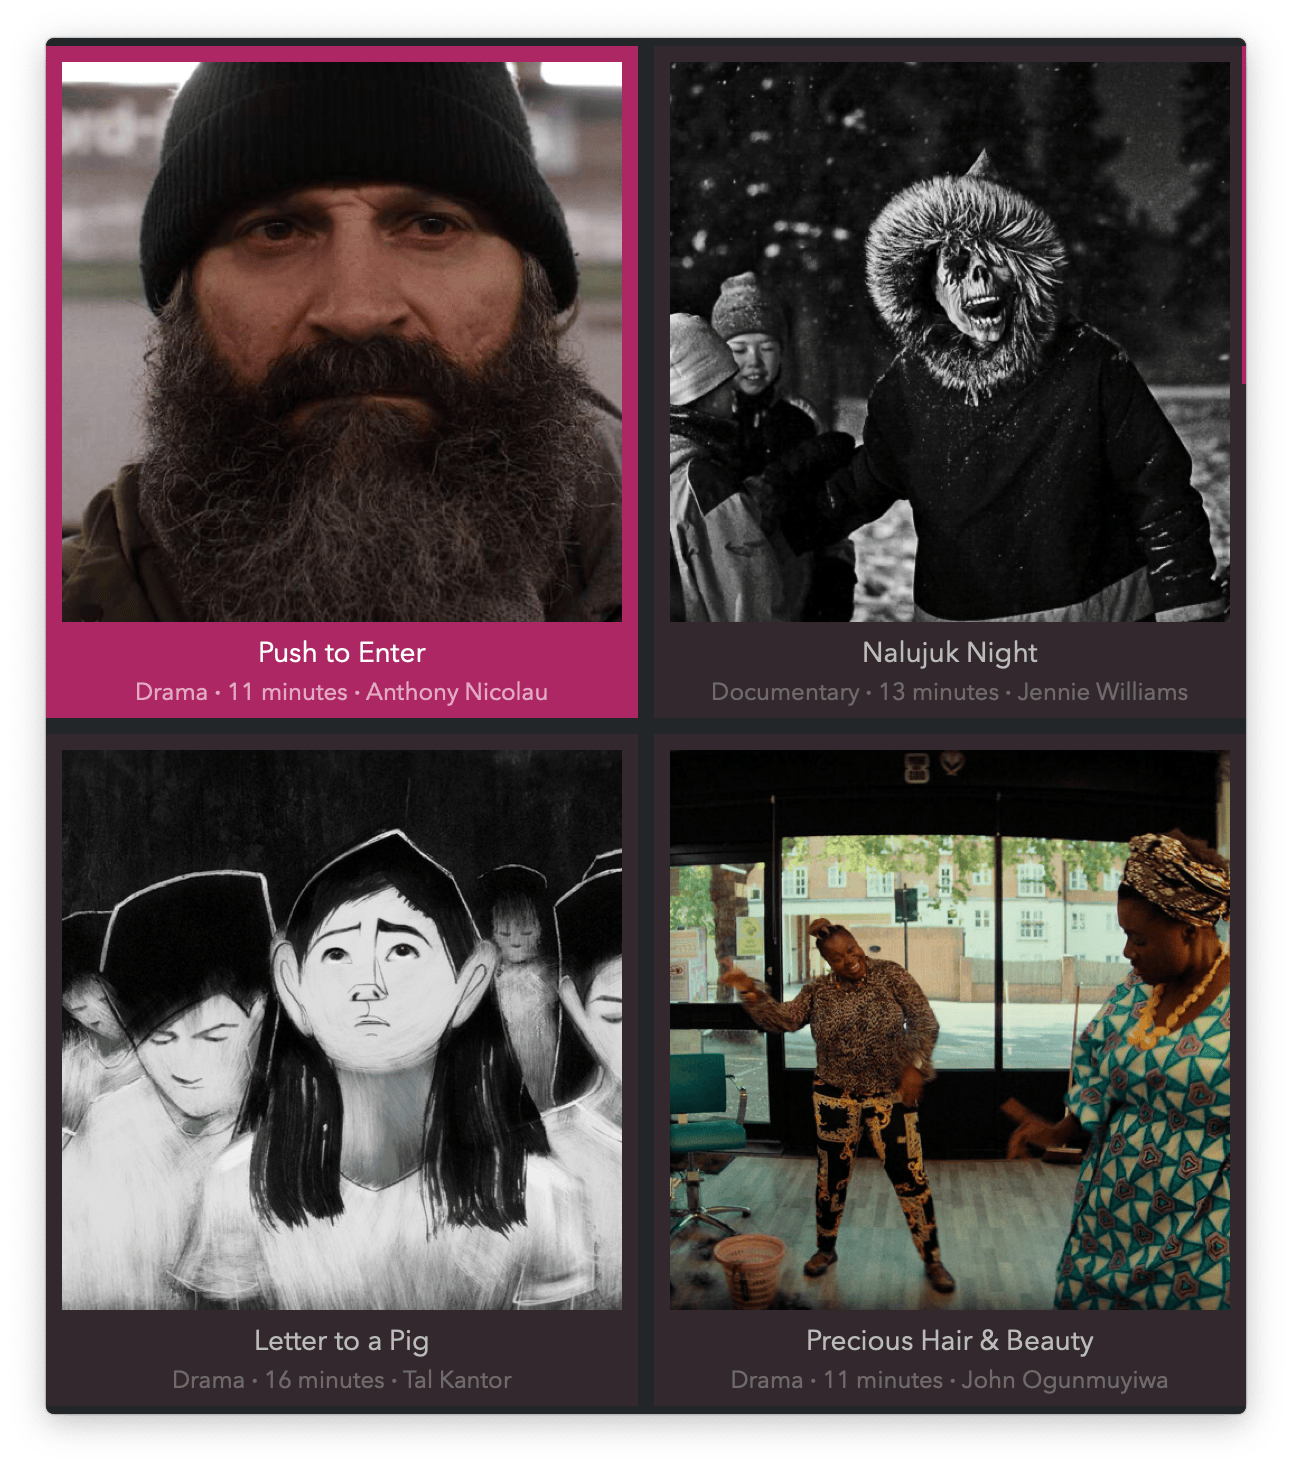 Push to Enter
Drama · 11 minutes · Anthony Nicolau
Nalujuk Night
Documentary · 13 minutes · Jennie Williams
Letter to a Pig
Drama · 16 minutes · Tal Kantor
Precious Hair & Beauty
Drama · 11 minutes · John Ogunmuyiwa